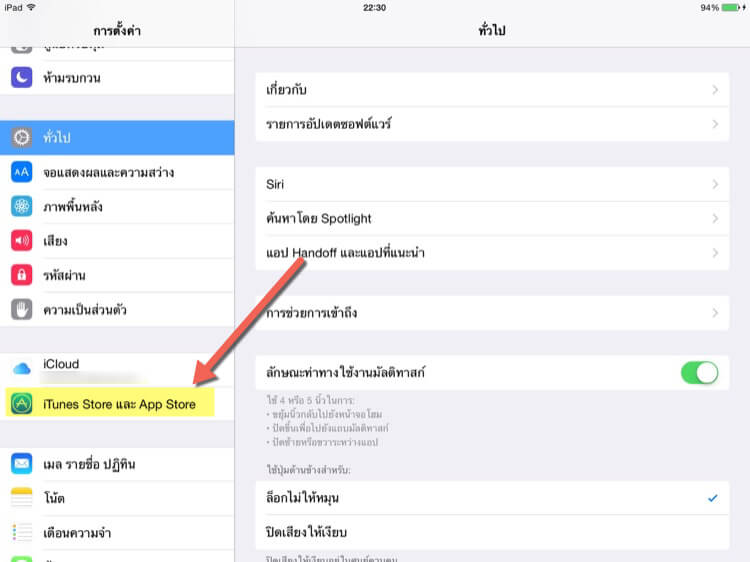 iPad
22:30
94%
การตั้งค่า
ทั่วไป
ห้ามรบกวน
ทั่วไป
จอแสดงผลและความสว่าง
ภาพพื้นหลัง
เสียง
รหัสผ่าน
ความเป็นส่วนตัว
iCloud
iTunes Store และ App Store
เมล รายชื่อ ปฏิทิน
โน้ต
เตือนความจำ
เกี่ยวกับ
รายการอัปเดตซอฟต์แวร์
Siri
ค้นหาโดย Spotlight
แอป Handoff และแอปที่แนะนำ
การช่วยการเข้าถึง
ลักษณะท่าทางใช้งานมัลติทาสก์
ใช้ 4 หรือ 5 นิ้วในการ:
• ขยุ้มนิ้วกลับไปยังหน้าจอโฮม
• ปัดขึ้นเพื่อไปยังแถบมัลติทาสก์
• ปัดซ้ายหรือขวาระหว่างแอป
ใช้ปุ่มด้านข้างสำหรับ:
ล็อกไม่ให้หมุน
ปิดเสียงให้เงียบ